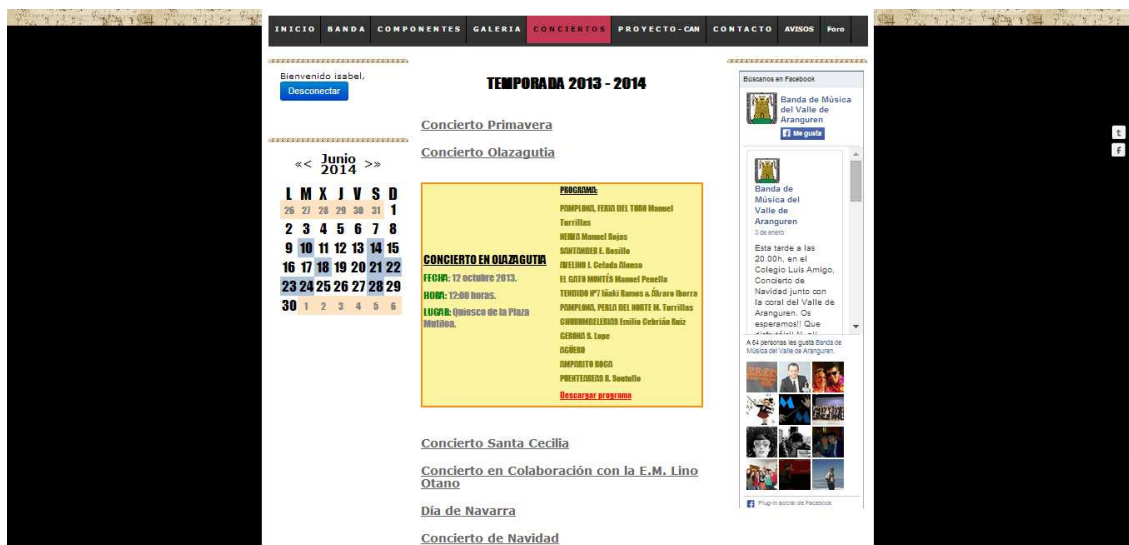 INICIO BANDA COMPONENTES GALERIA CONCIERTOS PROYECTO-CAN CONTACTO AVISOS Foro
Bienvenido isabel,
Desconectar
<< Junio 2014 >>
L M X J V S D
26 27 28 29 30 31 1
2 3 4 5 6 7 8
9 10 11 12 13 14 15
16 17 18 19 20 21 22
23 24 25 26 27 28 29
30 1 2 3 4 5 6
TEMPORADA 2013 - 2014
Concierto Primavera
Concierto Olazagutia
CONCIERTO EN OLAZAGUTIA
FECHA: 12 octubre 2013.
HORA: 12:00 horas.
LUGAR: Quiosco de la Plaza
Mutiloa.
PROGRAMA:
PAMPLONA, FERIA DEL TORO Manuel
Turrillas
Manuel Rojas
SANTANDER E. Rosillo
AVELINO I. Celada Alonso
EL GATO MONTÉS Manuel Penella
TENDIDO Nº7 Iñaki Ramos & Álvaro Iborra
PAMPLONA, PERLA DEL NORTE M. Turrillas
CHURUMBELERIAS Emilio Cebrián Ruiz
GERONA S. Lope
AGÜERO
AMPARITO ROCA
PUENTEAREAS R. Soutullo
Descargar programa
Concierto Santa Cecilia
Concierto en Colaboración con la E.M. Lino
Otano
Día de Navarra
Concierto de Navidad
Búscanos en Facebook
Banda de Música
del Valle de
Aranguren
Me gusta
Banda de
Música del
Valle de
Aranguren
3 de enero
Esta tarde a las
20.00h, en el
Colegio Luis Amigo,
Concierto de
Navidad junto con
la coral del Valle de
Aranguren. Os
esperamos!! Que
A 64 personas les gusta Banda de
Música del Valle de Aranguren.
Plug-in social de Facebook